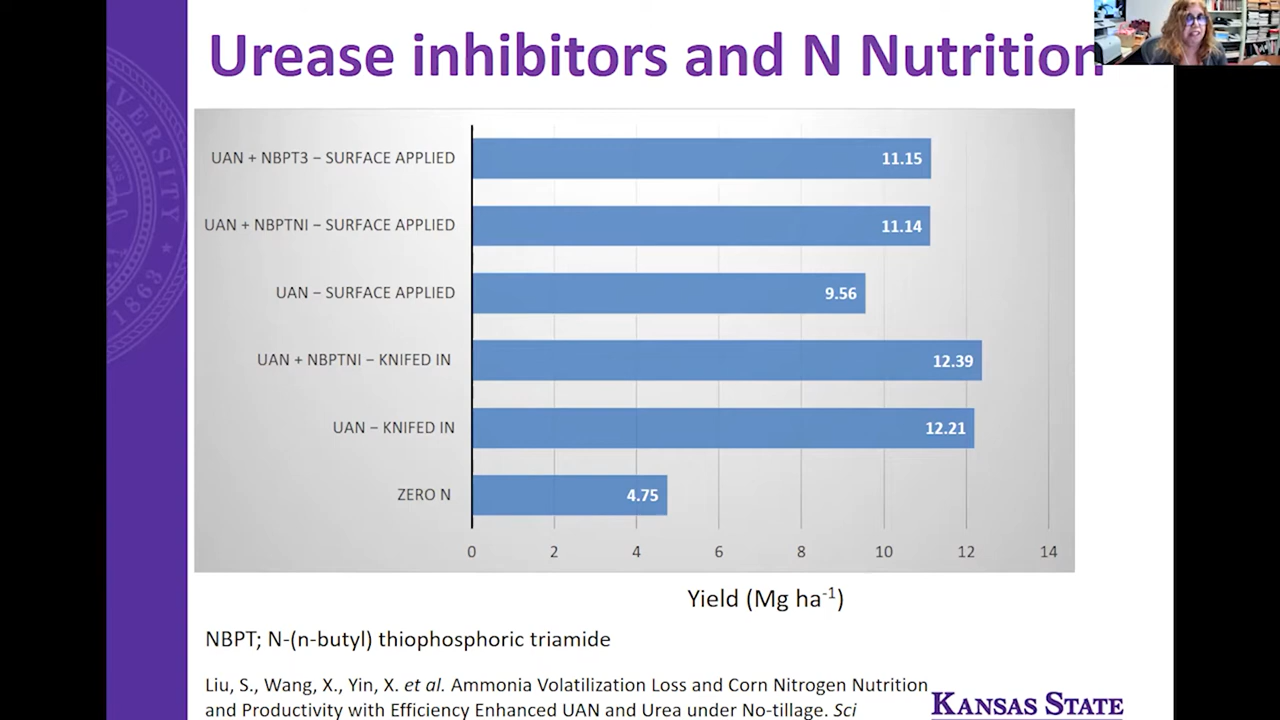 Urease inhibitors and N Nutrition
UAN + NBPT3 – SURFACE APPLIED
11.15
UAN + NBPTNI – SURFACE APPLIED
11.14
UAN – SURFACE APPLIED
9.56
UAN + NBPTNI – KNIFED IN
12.39
UAN – KNIFED IN
12.21
ZERO N
4.75
0 2 4 6 8 10 12 14
Yield (Mg ha-1)
NBPT; N-(n-butyl) thiophosphoric triamide
Liu, S., Wang, X., Yin, X. et al. Ammonia Volatilization Loss and Corn Nitrogen Nutrition
and Productivity with Efficiency Enhanced UAN and Urea under No-tillage. Sci
KANSAS STATE
VERSITY
1863